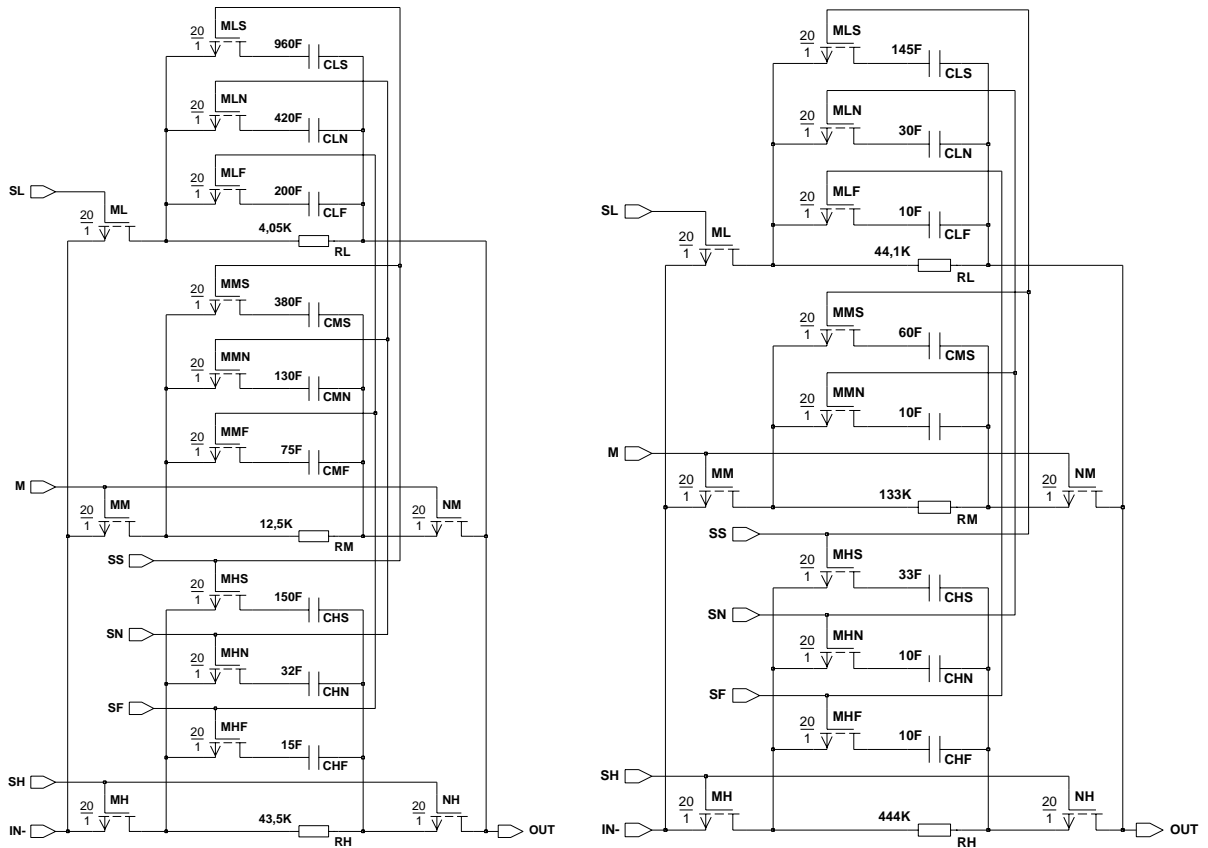 MLS
20
1
960F
CLS
MLN
20
1
420F
CLN
MLF
20
1
200F
CLF
SL
ML
20
1
4,05K
RL
MMS
20
1
380F
CMS
MMN
20
1
130F
CMN
MMF
20
1
75F
CMF
M
MM
20
1
12,5K
RM
NM
20
1
SS
MHS
20
1
150F
CHS
SN
MHN
20
1
32F
CHN
SF
MHF
20
1
15F
CHF
SH
MH
20
1
43,5K
RH
NH
20
1
IN-
OUT
MLS
20
1
145F
CLS
MLN
20
1
30F
CLN
MLF
20
1
10F
CLF
SL
ML
20
1
44,1K
RL
MMS
20
1
60F
CMS
MMN
20
1
10F
M
MM
20
1
133K
RM
NM
20
1
SS
MHS
20
1
33F
CHS
SN
MHN
20
1
10F
CHN
SF
MHF
20
1
10F
CHF
SH
MH
20
1
444K
RH
NH
20
1
IN-
OUT